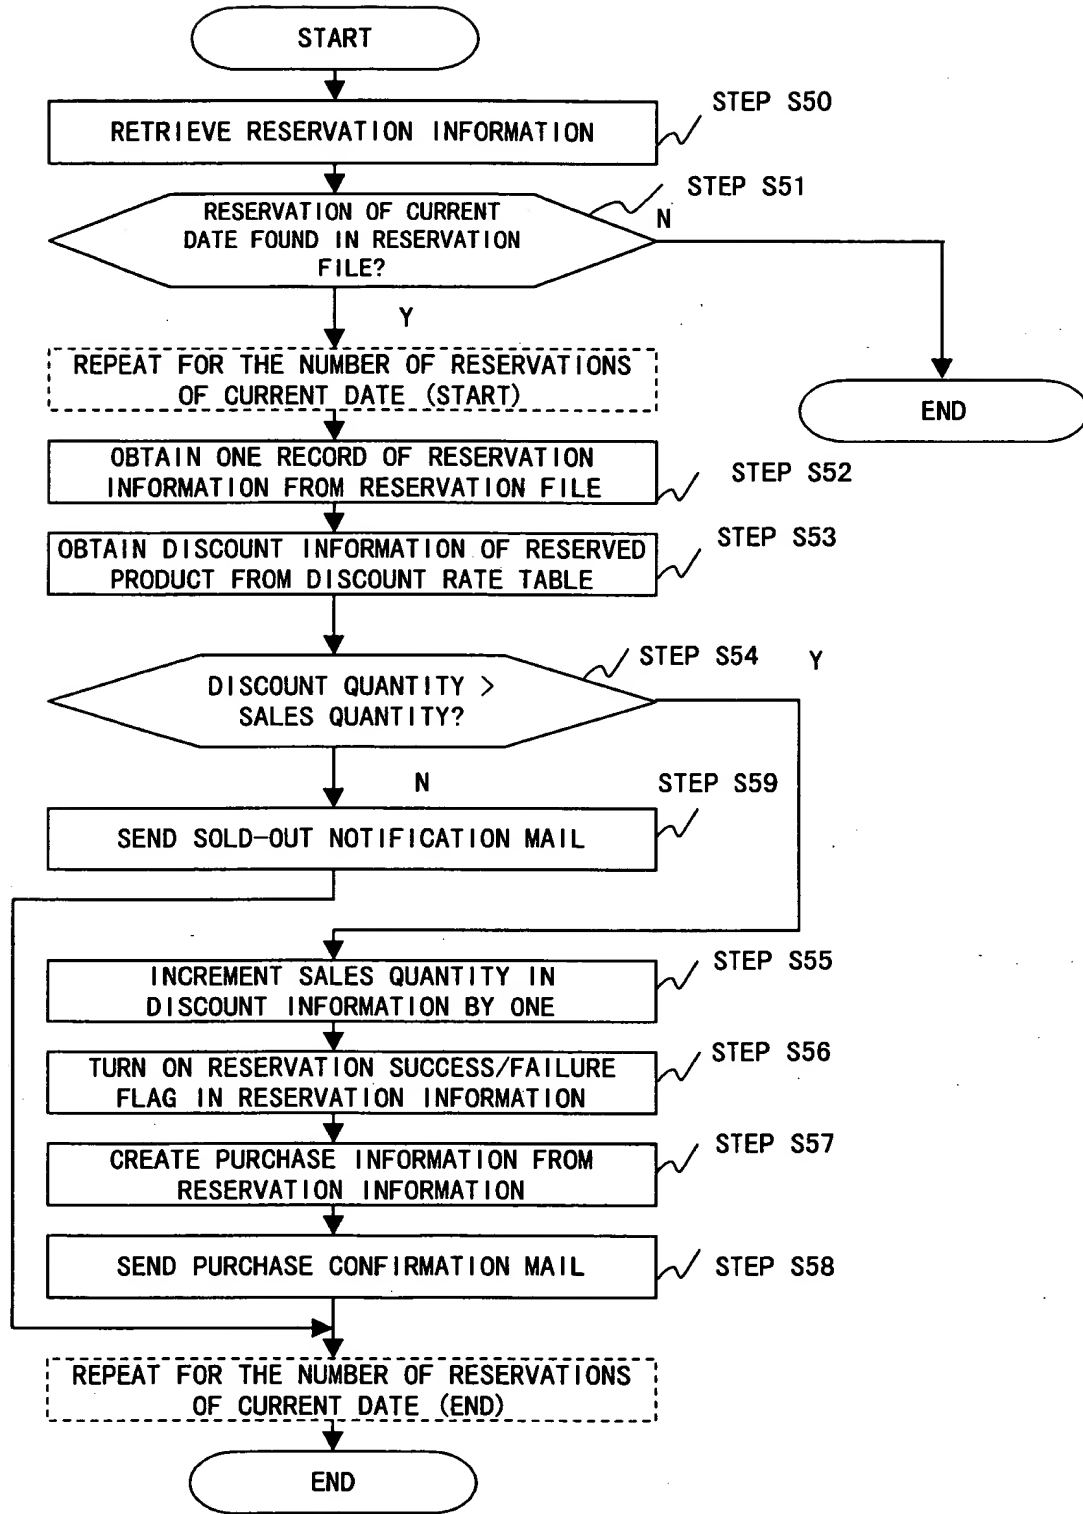 START
STEP S50
RETRIEVE RESERVATION INFORMATION
STEP S51
RESERVATION OF CURRENT
DATE FOUND IN RESERVATION
FILE?
N
Y
REPEAT FOR THE NUMBER OF RESERVATIONS
OF CURRENT DATE (START)
END
OBTAIN ONE RECORD OF RESERVATION
INFORMATION FROM RESERVATION FILE
STEP S52
OBTAIN DISCOUNT INFORMATION OF RESERVED
PRODUCT FROM DISCOUNT RATE TABLE
STEP S53
STEP S54
Y
DISCOUNT QUANTITY >
SALES QUANTITY?
N
STEP S59
SEND SOLD-OUT NOTIFICATION MAIL
STEP S55
INCREMENT SALES QUANTITY IN
DISCOUNT INFORMATION BY ONE
STEP S56
TURN ON RESERVATION SUCCESS/FAILURE
FLAG IN RESERVATION INFORMATION
STEP S57
CREATE PURCHASE INFORMATION FROM
RESERVATION INFORMATION
SEND PURCHASE CONFIRMATION MAIL
STEP S58
REPEAT FOR THE NUMBER OF RESERVATIONS
OF CURRENT DATE (END)
END